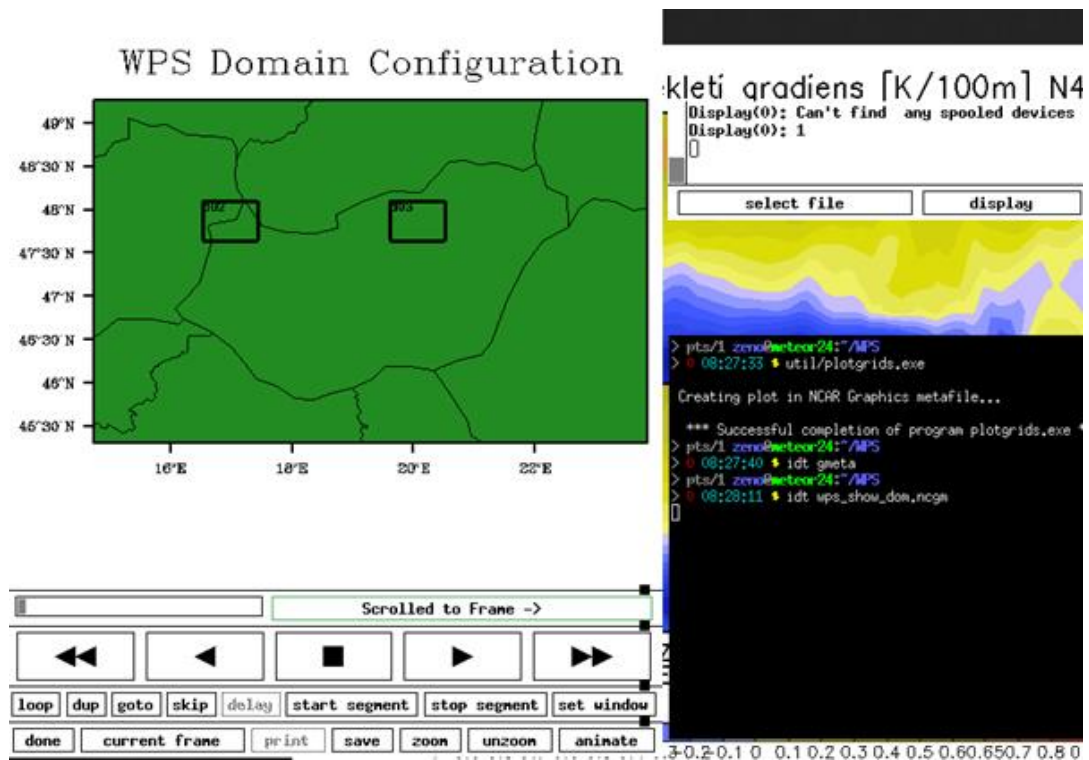 WPS Domain Configuration
49°N
48°30'N
48°N
47°30'N
47°N
46°30'N
46°N
45°30'N
16°E
18°E
20°E
22°E
d02
d03
Scrolled to Frame ->
loop
dup
goto
skip
delay
start segment
stop segment
set window
done
current frame
print
save
zoom
unzoom
animate
kleti gradiens [K/100m] N4
Display(0): Can't find any spooled devices
Display(0): 1
select file
display
> pts/1 zeno@meteor24:~/WPS
> 0 08:27:33 util/plotgrids.exe
Creating plot in NCAR Graphics metafile...
*** Successful completion of program plotgrids.exe *
> pts/1 zeno@meteor24:~/WPS
> 0 08:27:40 idt gmeta
> pts/1 zeno@meteor24:~/WPS
> 0 08:28:11 idt wps_show_dom.ncgm
-0.2 -0.1 0 0.1 0.2 0.3 0.4 0.5 0.60.650.7 0.8 0